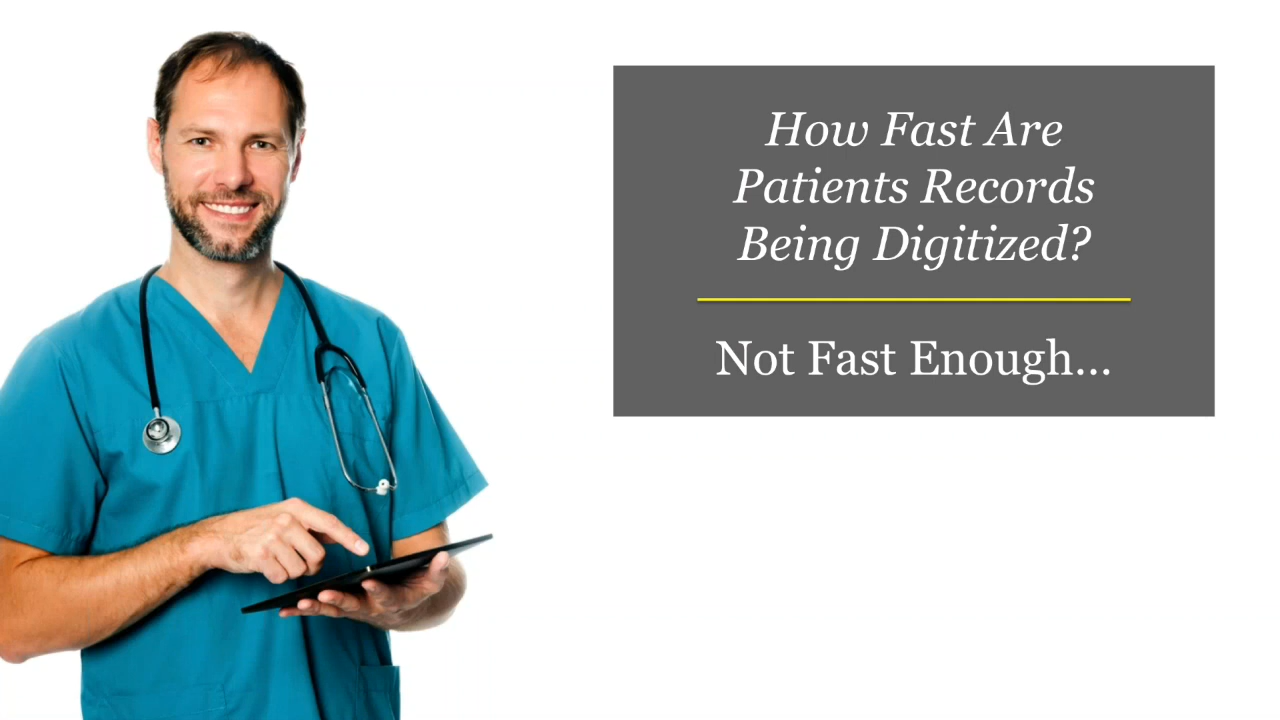 How Fast Are
Patients Records
Being Digitized?
Not Fast Enough...